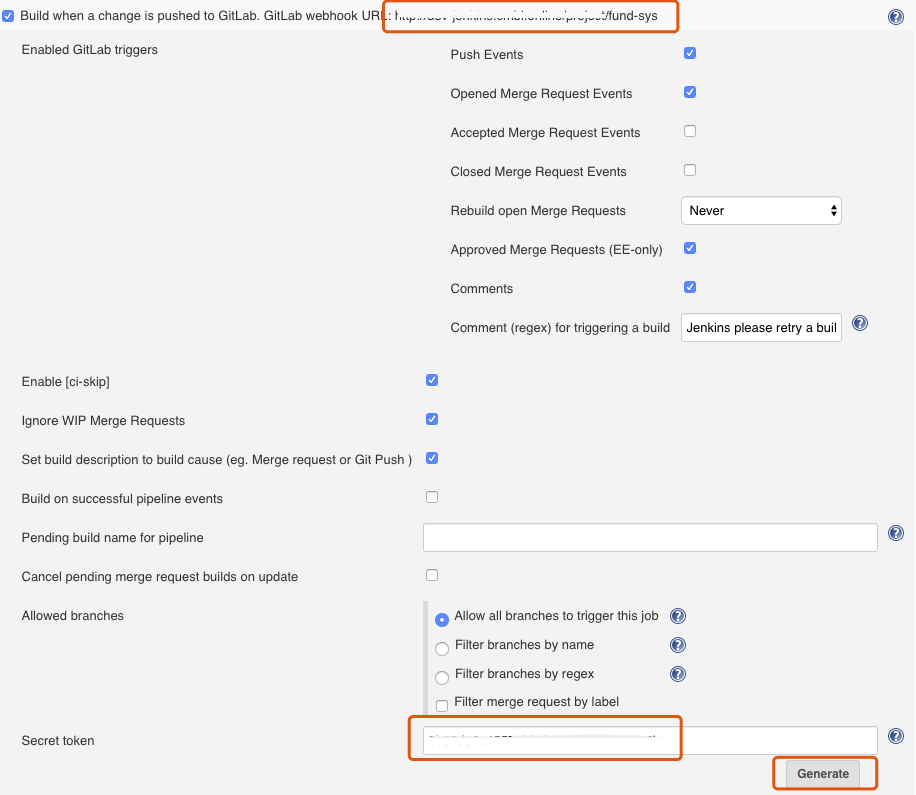 Build when a change is pushed to GitLab. GitLab webhook URL: /fund-sys
Enabled GitLab triggers
Push Events
Opened Merge Request Events
Accepted Merge Request Events
Closed Merge Request Events
Rebuild open Merge Requests
Never
Approved Merge Requests (EE-only)
Comments
Comment (regex) for triggering a build
Jenkins please retry a buil
Enable [ci-skip]
Ignore WIP Merge Requests
Set build description to build cause (eg. Merge request or Git Push )
Build on successful pipeline events
Pending build name for pipeline
Cancel pending merge request builds on update
Allowed branches
Allow all branches to trigger this job
Filter branches by name
Filter branches by regex
Filter merge request by label
Secret token
Generate